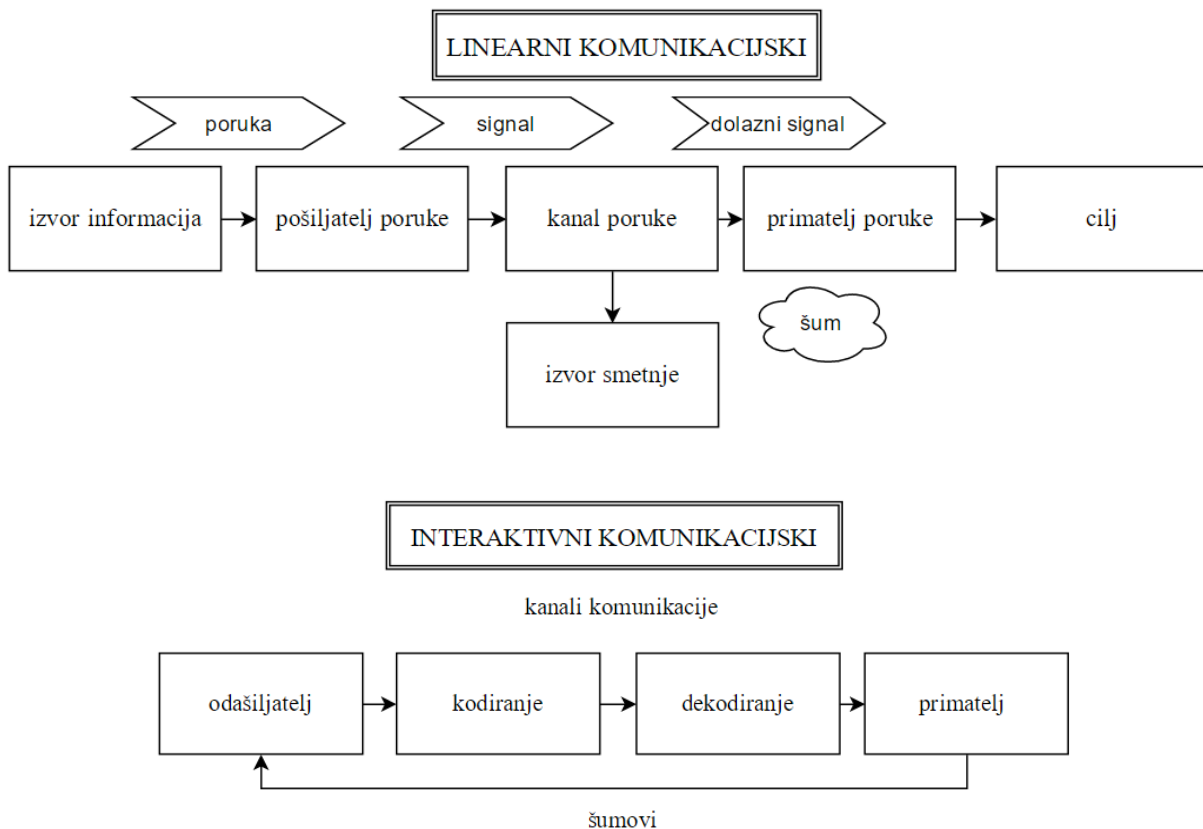 LINEARNI KOMUNIKACIJSKI
poruka
signal
dolazni signal
izvor informacija
pošiljatelj poruke
kanal poruke
primatelj poruke
cilj
šum
izvor smetnje
INTERAKTIVNI KOMUNIKACIJSKI
kanali komunikacije
odašiljatelj
kodiranje
dekodiranje
primatelj
šumovi